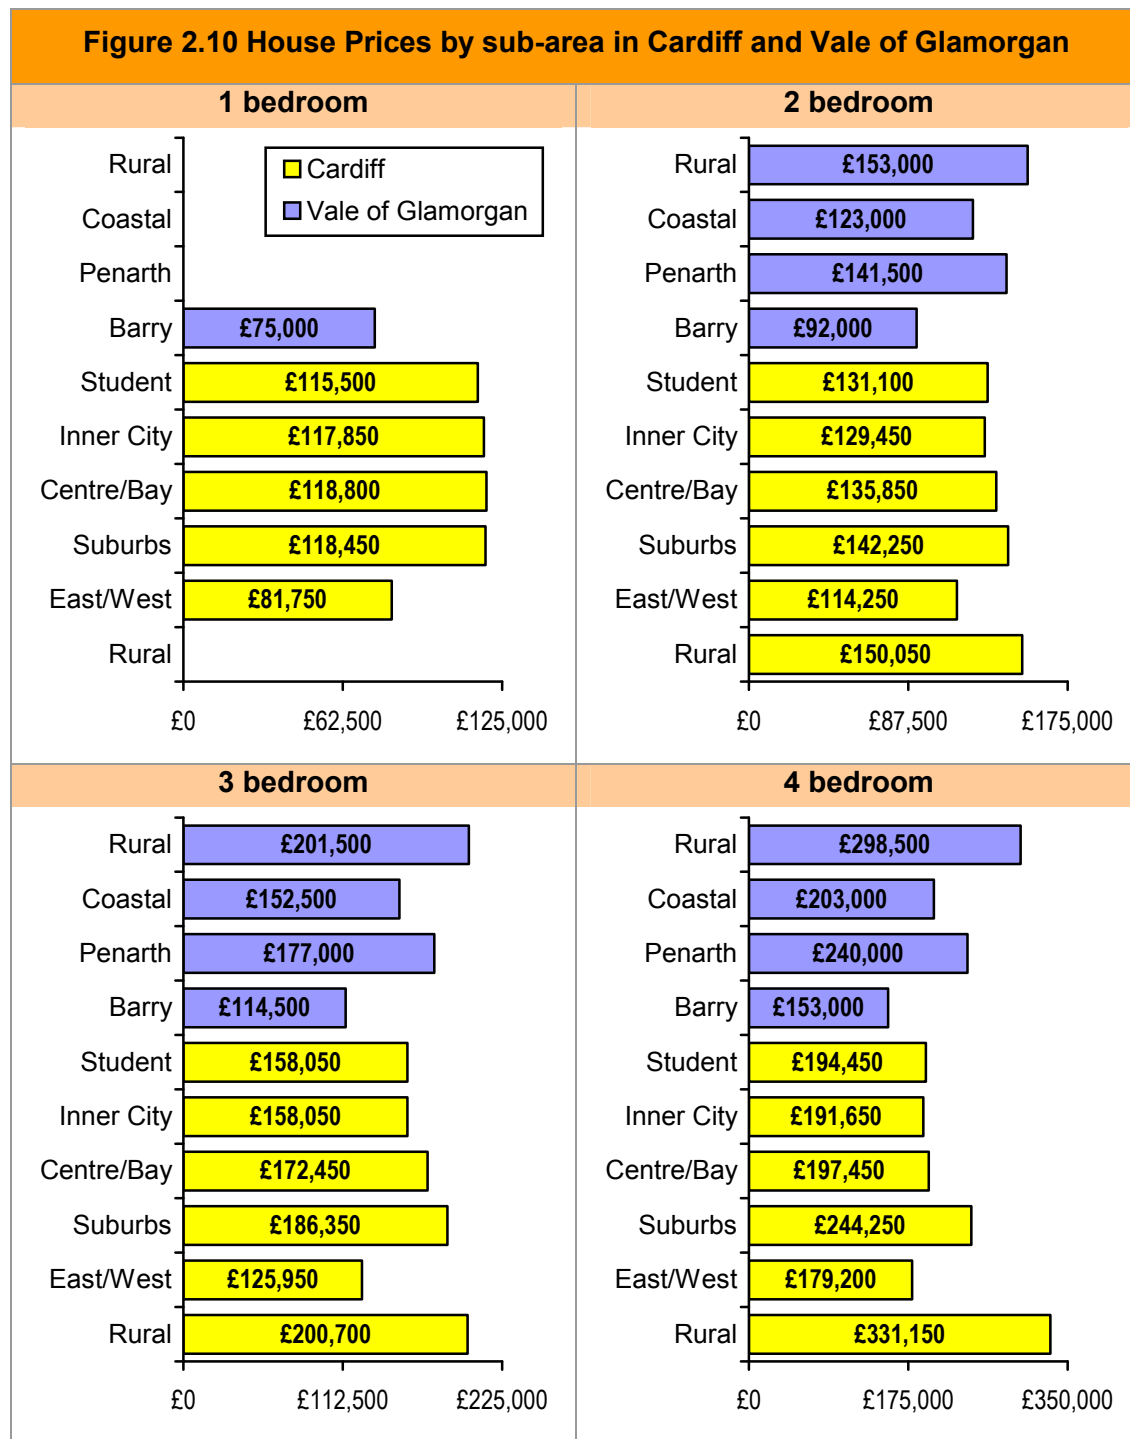 Figure 2.10 House Prices by sub-area in Cardiff and Vale of Glamorgan
1 bedroom
Cardiff
Vale of Glamorgan
Rural
Coastal
Penarth
Barry £75,000
Student £115,500
Inner City £117,850
Centre/Bay £118,800
Suburbs £118,450
East/West £81,750
Rural
£0 £62,500 £125,000
2 bedroom
Rural £153,000
Coastal £123,000
Penarth £141,500
Barry £92,000
Student £131,100
Inner City £129,450
Centre/Bay £135,850
Suburbs £142,250
East/West £114,250
Rural £150,050
£0 £87,500 £175,000
3 bedroom
Rural £201,500
Coastal £152,500
Penarth £177,000
Barry £114,500
Student £158,050
Inner City £158,050
Centre/Bay £172,450
Suburbs £186,350
East/West £125,950
Rural £200,700
£0 £112,500 £225,000
4 bedroom
Rural £298,500
Coastal £203,000
Penarth £240,000
Barry £153,000
Student £194,450
Inner City £191,650
Centre/Bay £197,450
Suburbs £244,250
East/West £179,200
Rural £331,150
£0 £175,000 £350,000